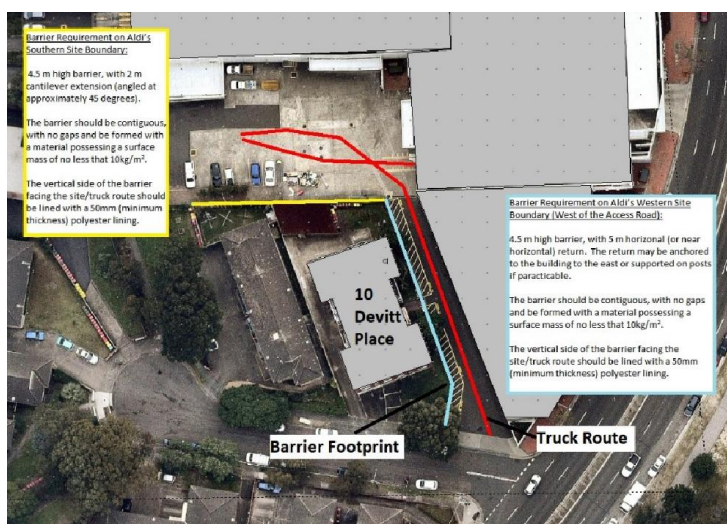 Barrier Requirement on Aldi's
Southern Site Boundary:
4.5 m high barrier, with 2 m
cantilever extension (angled at
approximately 45 degrees).
The barrier should be contiguous,
with no gaps and be formed with
a material possessing a surface
mass of no less that 10kg/m².
The vertical side of the barrier
facing the site/truck route should
be lined with a 50mm (minimum
thickness) polyester lining.
Barrier Requirement on Aldi's Western Site
Boundary (West of the Access Road):
4.5 m high barrier, with 5 m horizonal (or near
horizontal) return. The return may be anchored
to the building to the east or supported on posts
if paracticable.
The barrier should be contiguous, with no gaps
and be formed with a material possessing a
surface mass of no less that 10kg/m².
The vertical side of the barrier facing the
site/truck route should be lined with a 50mm
(minimum thickness) polyester lining.
10
Devitt
Place
Barrier Footprint
Truck Route